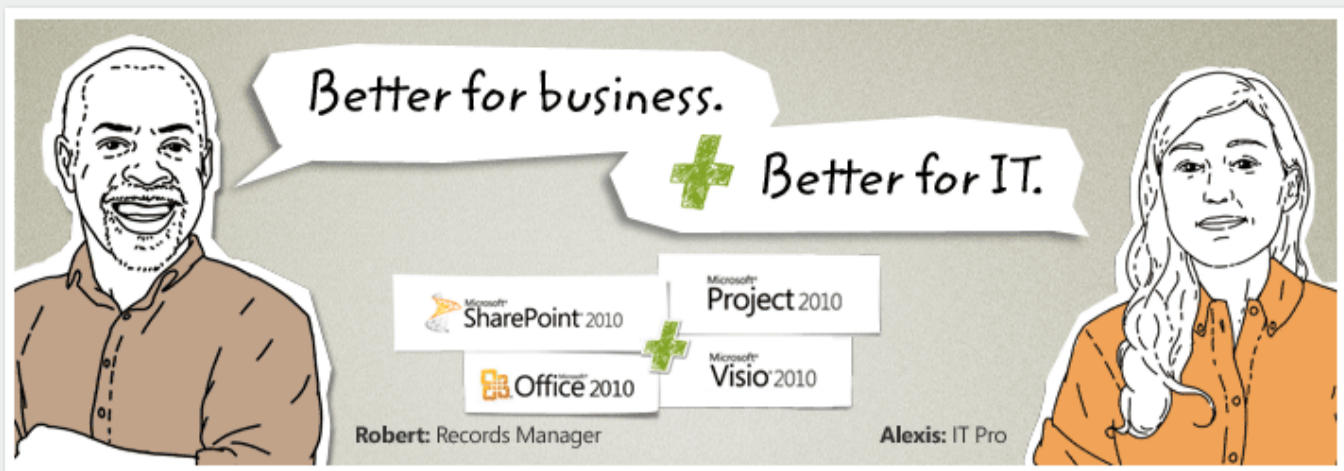 Better for business.
Better for IT.
Microsoft®
SharePoint® 2010
Microsoft®
Project 2010
Microsoft®
Office 2010
Microsoft®
Visio® 2010
Robert: Records Manager
Alexis: IT Pro